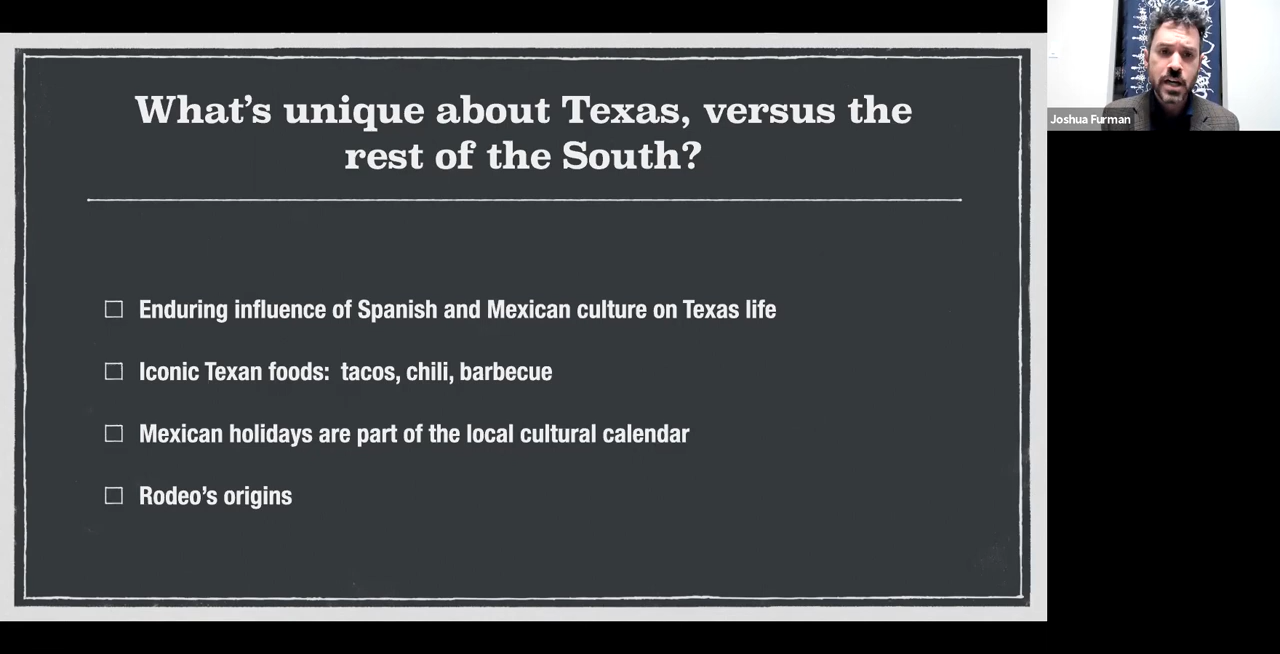 What's unique about Texas, versus the
rest of the South?
Enduring influence of Spanish and Mexican culture on Texas life
Iconic Texan foods: tacos, chili, barbecue
Mexican holidays are part of the local cultural calendar
Rodeo's origins
Joshua Furman